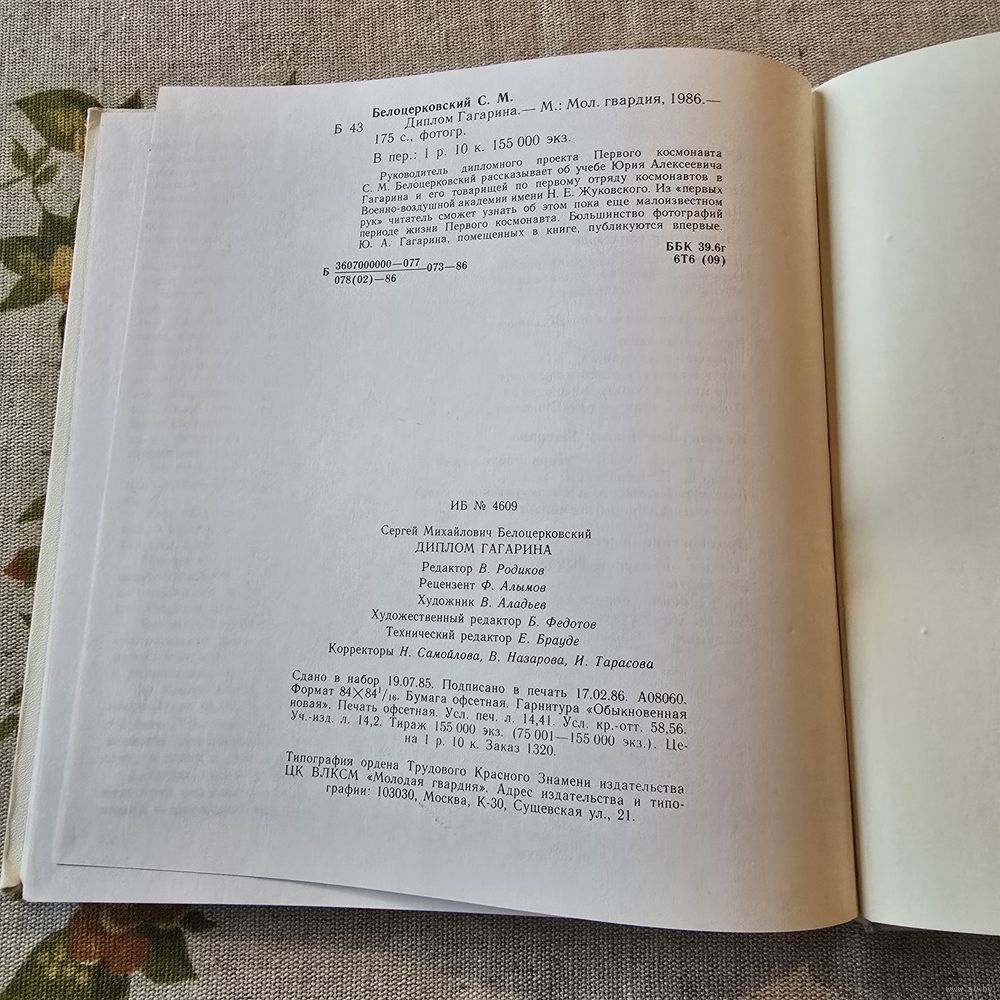 Белоцерковский С. М.
Б 43 Диплом Гагарина.— М.: Мол. гвардия, 1986.—
175 с., фотогр.
В пер.: 1 р. 10 к. 155 000 экз.
Руководитель дипломного проекта Первого космонавта
С. М. Белоцерковский рассказывает об учебе Юрия Алексеевича
Гагарина и его товарищей по первому отряду космонавтов в
Военно-воздушной академии имени Н. Е. Жуковского. Из «первых
рук» читатель сможет узнать об этом пока еще малоизвестном
периоде жизни Первого космонавта. Большинство фотографий
Ю. А. Гагарина, помещенных в книге, публикуются впервые.
Б 3607000000—077 073—86
078(02)—86
ББК 39.6г
6Т6 (09)
ИБ № 4609
Сергей Михайлович Белоцерковский
ДИПЛОМ ГАГАРИНА
Редактор В. Родиков
Рецензент Ф. Алымов
Художник В. Аладьев
Художественный редактор Б. Федотов
Технический редактор Е. Брауде
Корректоры Н. Самойлова, В. Назарова, И. Тарасова
Сдано в набор 19.07.85. Подписано в печать 17.02.86. А08060.
Формат 84×84¹/₁₆. Бумага офсетная. Гарнитура «Обыкновенная
новая». Печать офсетная. Усл. печ. л. 14,41. Усл. кр.-отт. 58,56.
Уч.-изд. л. 14,2. Тираж 155 000 экз. (75 001—155 000 экз.). Це-
на 1 р. 10 к. Заказ 1320.
Типография ордена Трудового Красного Знамени издательства
ЦК ВЛКСМ «Молодая гвардия». Адрес издательства и типо-
графии: 103030, Москва, К-30, Сущевская ул., 21.